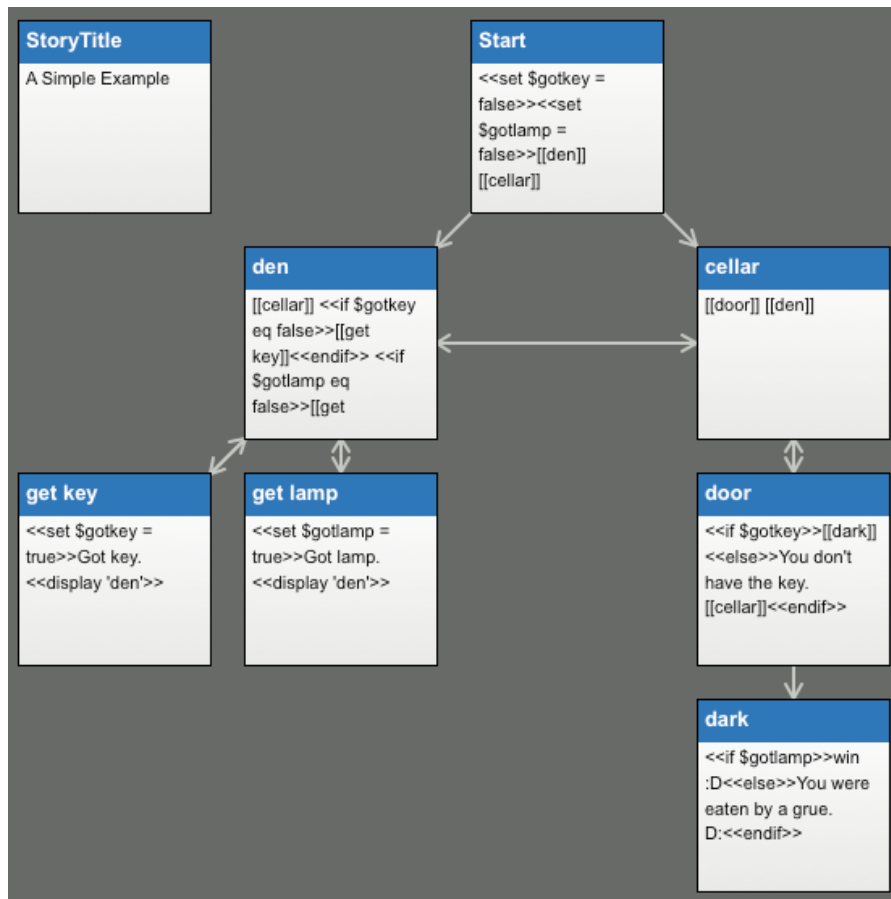 StoryTitle
A Simple Example
Start
<<set $gotkey =
false>><<set
$gotlamp =
false>>[[den]]
[[cellar]]
den
[[cellar]] <<if $gotkey
eq false>>[[get
key]]<<endif>> <<if
$gotlamp eq
false>>[[get
cellar
[[door]] [[den]]
get key
<<set $gotkey =
true>>Got key.
<<display 'den'>>
get lamp
<<set $gotlamp =
true>>Got lamp.
<<display 'den'>>
door
<<if $gotkey>>[[dark]]
<<else>>You don't
have the key.
[[cellar]]<<endif>>
dark
<<if $gotlamp>>win
:D<<else>>You were
eaten by a grue.
D:<<endif>>